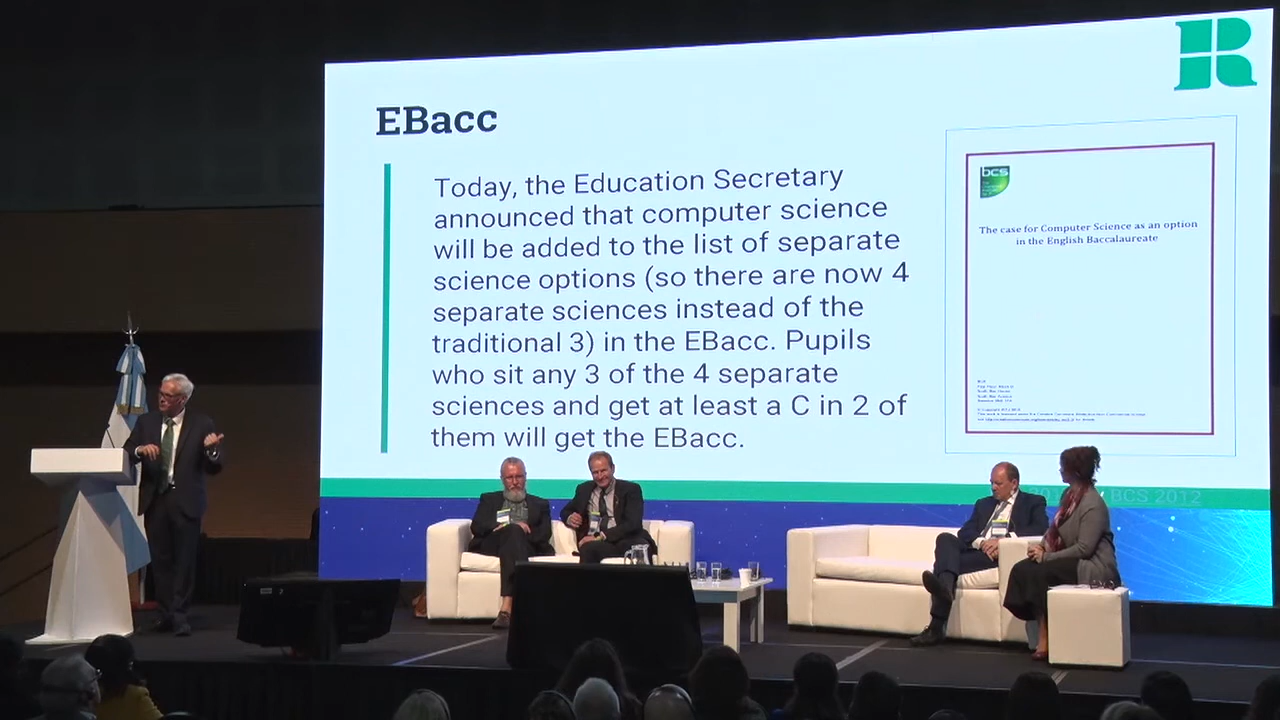 R
EBacc
Today, the Education Secretary
announced that computer science
will be added to the list of separate
science options (so there are now 4
separate sciences instead of the
traditional 3) in the EBacc. Pupils
who sit any 3 of the 4 separate
sciences and get at least a C in 2 of
them will get the EBacc.
bcs
The case for Computer Science as an option
in the English Baccalaureate
BCS 2012